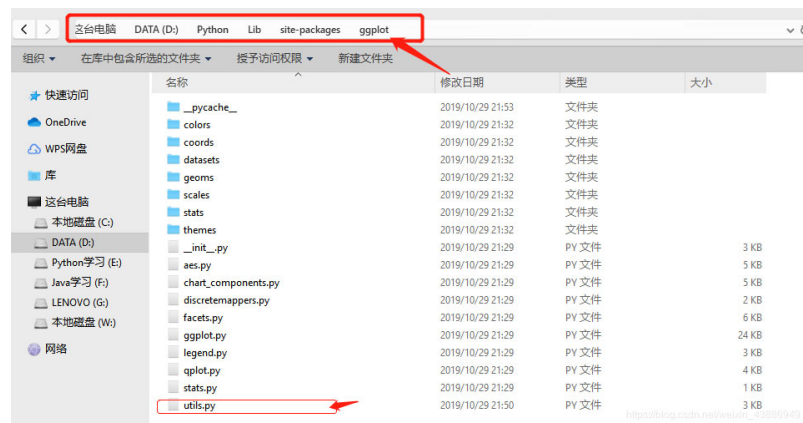 这台电脑 DATA (D:) Python Lib site-packages ggplot
组织 在库中包含所选的文件夹 授予访问权限 新建文件夹
名称 修改日期 类型 大小
快速访问
OneDrive
WPS网盘
库
这台电脑
本地磁盘 (C:)
DATA (D:)
Python学习 (E:)
Java学习 (F:)
LENOVO (G:)
本地磁盘 (W:)
网络
__pycache__ 2019/10/29 21:53 文件夹
colors 2019/10/29 21:32 文件夹
coords 2019/10/29 21:32 文件夹
datasets 2019/10/29 21:32 文件夹
geoms 2019/10/29 21:32 文件夹
scales 2019/10/29 21:32 文件夹
stats 2019/10/29 21:32 文件夹
themes 2019/10/29 21:32 文件夹
__init__.py 2019/10/29 21:29 PY 文件 3 KB
aes.py 2019/10/29 21:29 PY 文件 5 KB
chart_components.py 2019/10/29 21:29 PY 文件 5 KB
discretemappers.py 2019/10/29 21:29 PY 文件 2 KB
facets.py 2019/10/29 21:29 PY 文件 6 KB
ggplot.py 2019/10/29 21:29 PY 文件 24 KB
legend.py 2019/10/29 21:29 PY 文件 3 KB
qplot.py 2019/10/29 21:29 PY 文件 4 KB
stats.py 2019/10/29 21:29 PY 文件 1 KB
utils.py 2019/10/29 21:50 PY 文件 3 KB